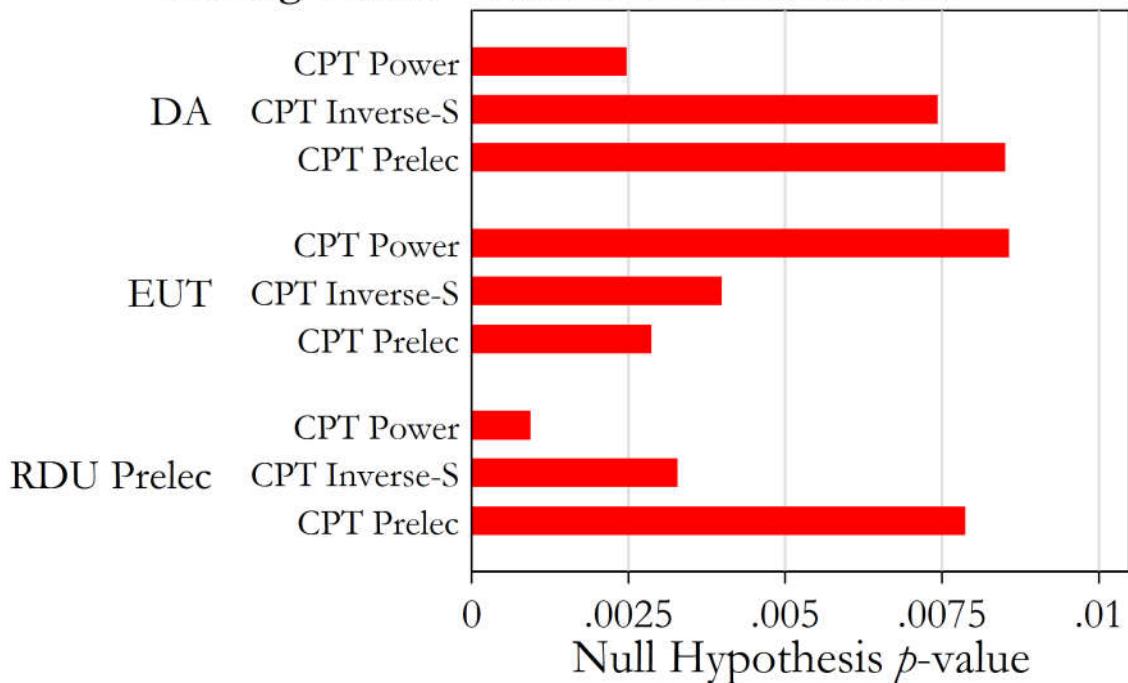 CPT Power
DA CPT Inverse-S
CPT Prelec
CPT Power
EUT CPT Inverse-S
CPT Prelec
CPT Power
RDU Prelec CPT Inverse-S
CPT Prelec
0 .0025 .005 .0075 .01
Null Hypothesis p-value